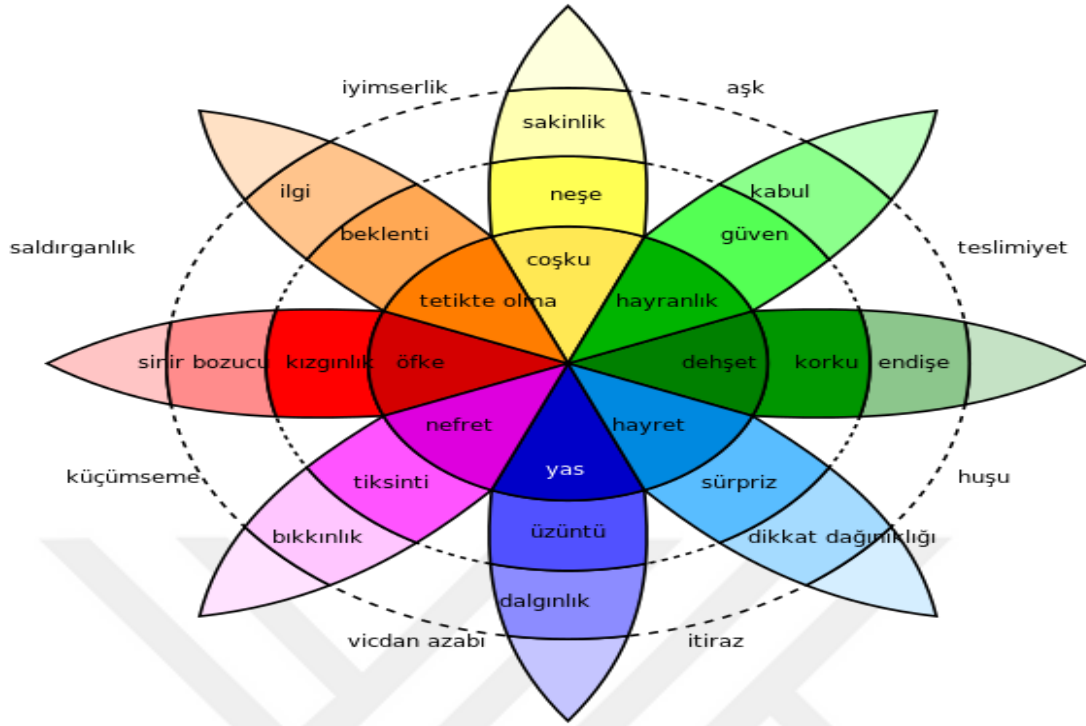 iyimserlik
aşk
sakinlik
ilgi
neşe
kabul
beklenti
güven
saldırganlık
coşku
teslimiyet
tetikte olma
hayranlık
sinir bozucu
kızgınlık
öfke
dehşet
korku
endişe
nefret
hayret
küçümseme
yas
huşu
tiksinti
sürpriz
bıkkınlık
üzüntü
dikkat dağınıklığı
dalgınlık
vicdan azabı
itiraz